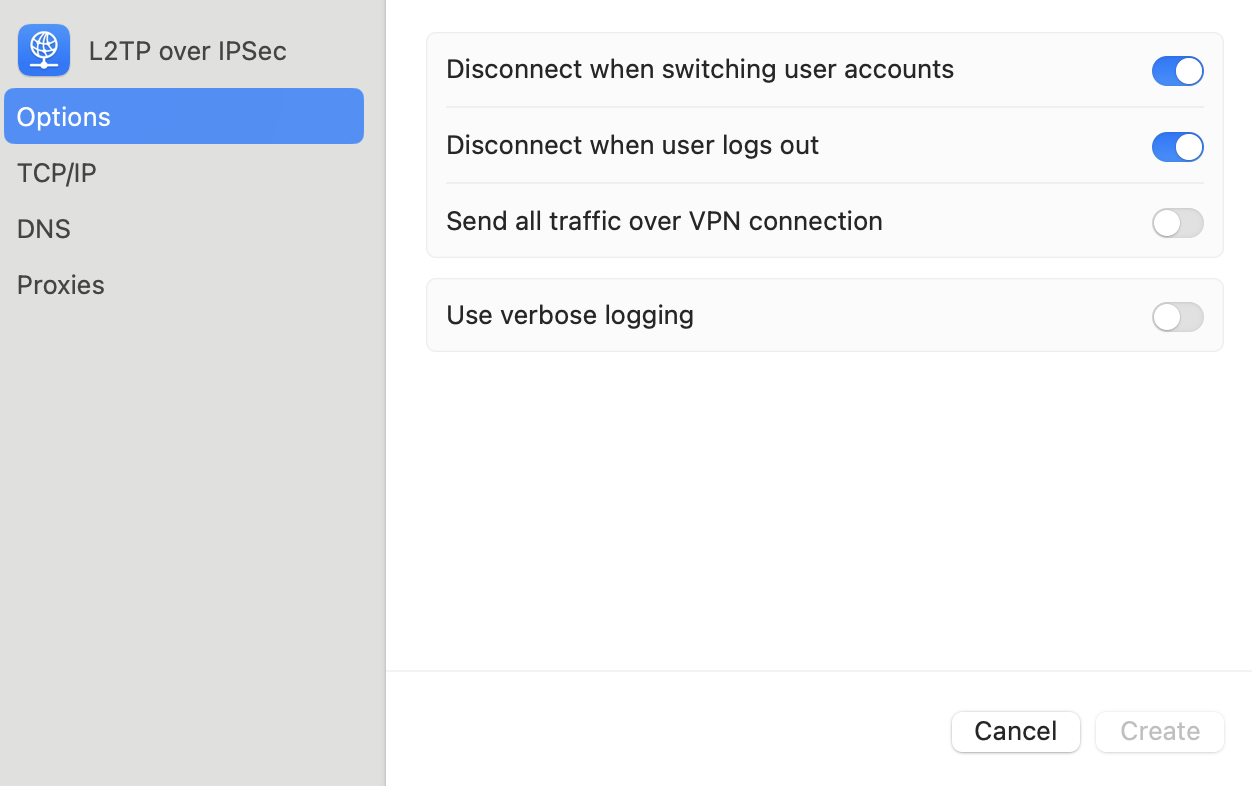 L2TP over IPSec
Options
TCP/IP
DNS
Proxies
Disconnect when switching user accounts
Disconnect when user logs out
Send all traffic over VPN connection
Use verbose logging
Cancel
Create